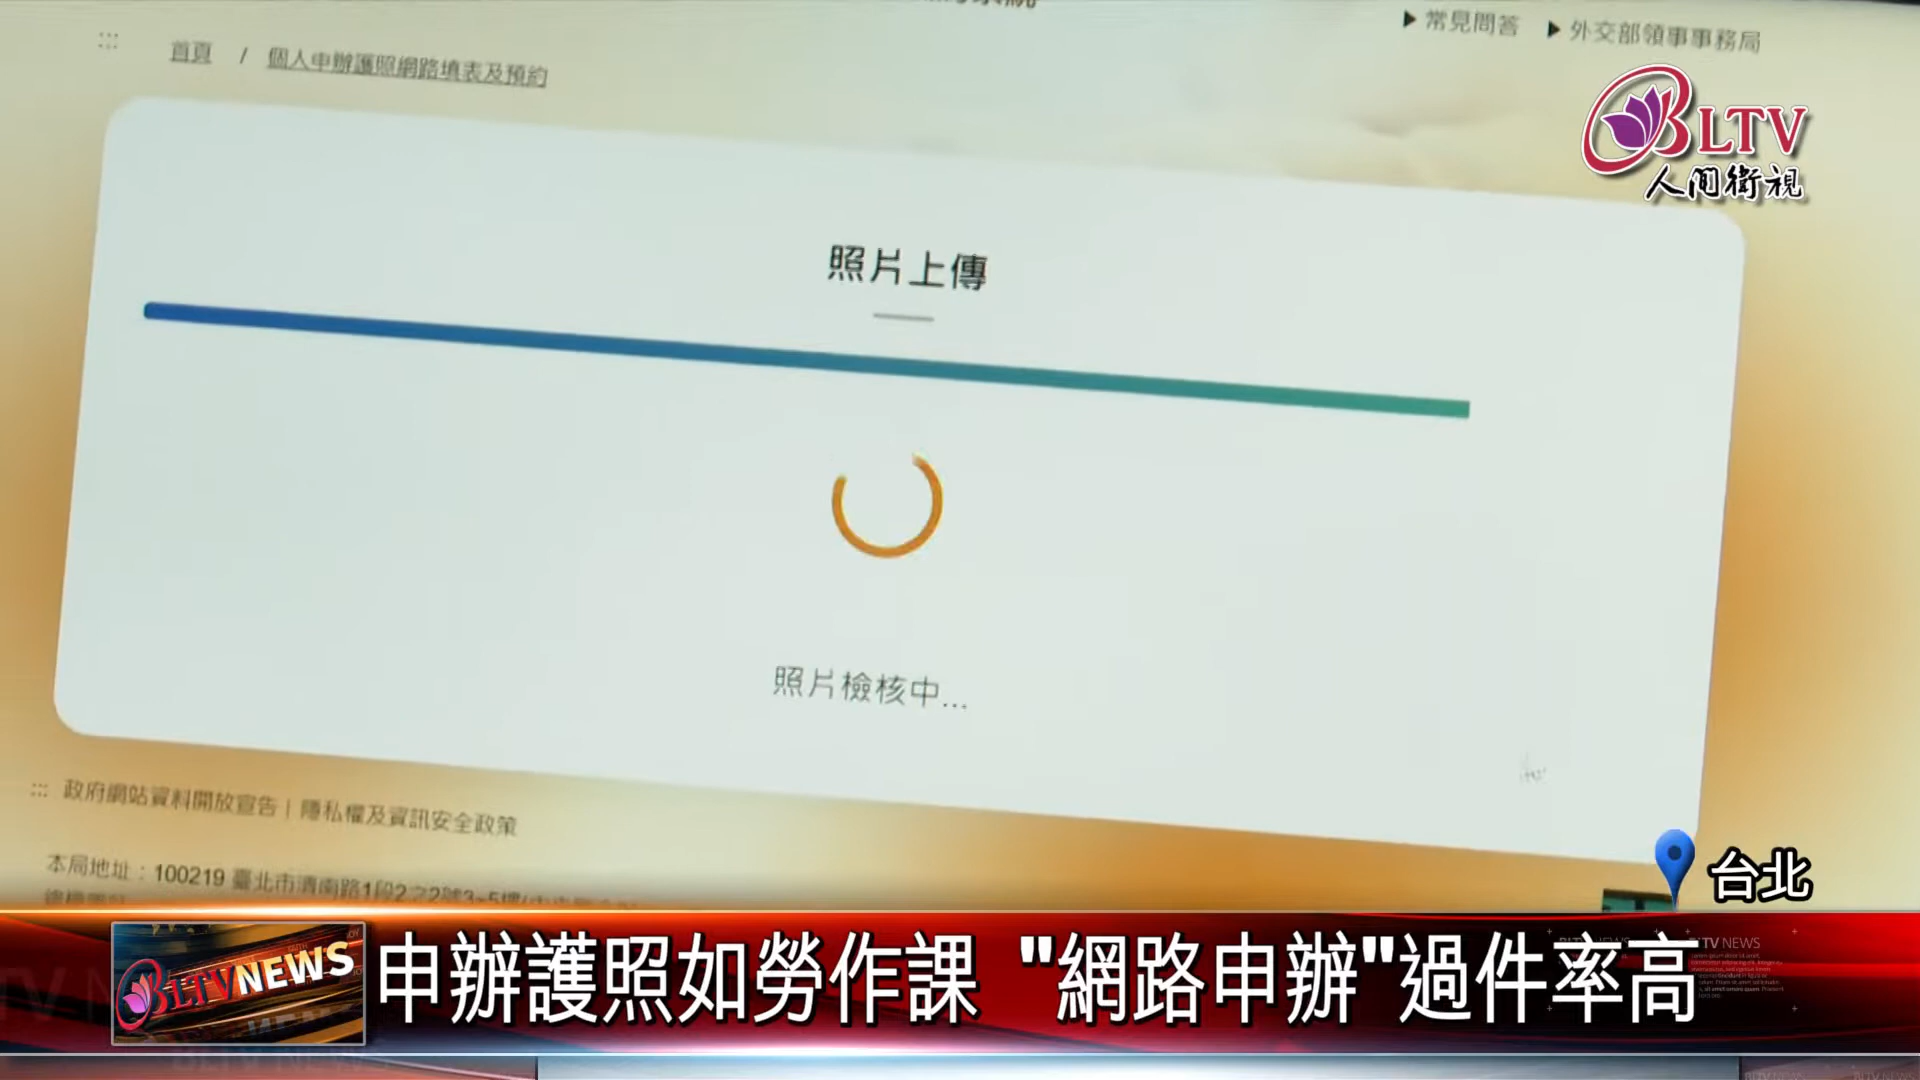 常見問答
外交部領事事務局
首頁 / 個人申辦護照網路填表及預約
BLTV
人間衛視
照片上傳
照片檢核中...
政府網站資料開放宣告 | 隱私權及資訊安全政策
本局地址：100219 臺北市濟南路1段2之2號3~5樓
台北
BLTVNEWS
申辦護照如勞作課 "網路申辦"過件率高